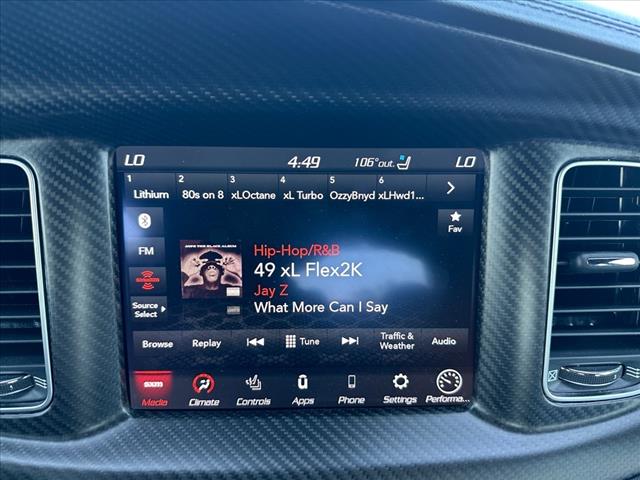 LO 4:49 106°out. LO
1 2 3 4 5 6
Lithium 80s on 8 xLOctane xL Turbo OzzyBnyd xLHwd1...
Fav
FM
Hip-Hop/R&B
49 xL Flex2K
Jay Z
What More Can I Say
Source
Select
Browse Replay Tune Traffic & Weather Audio
sxm
Media Climate Controls Apps Phone Settings Performa...